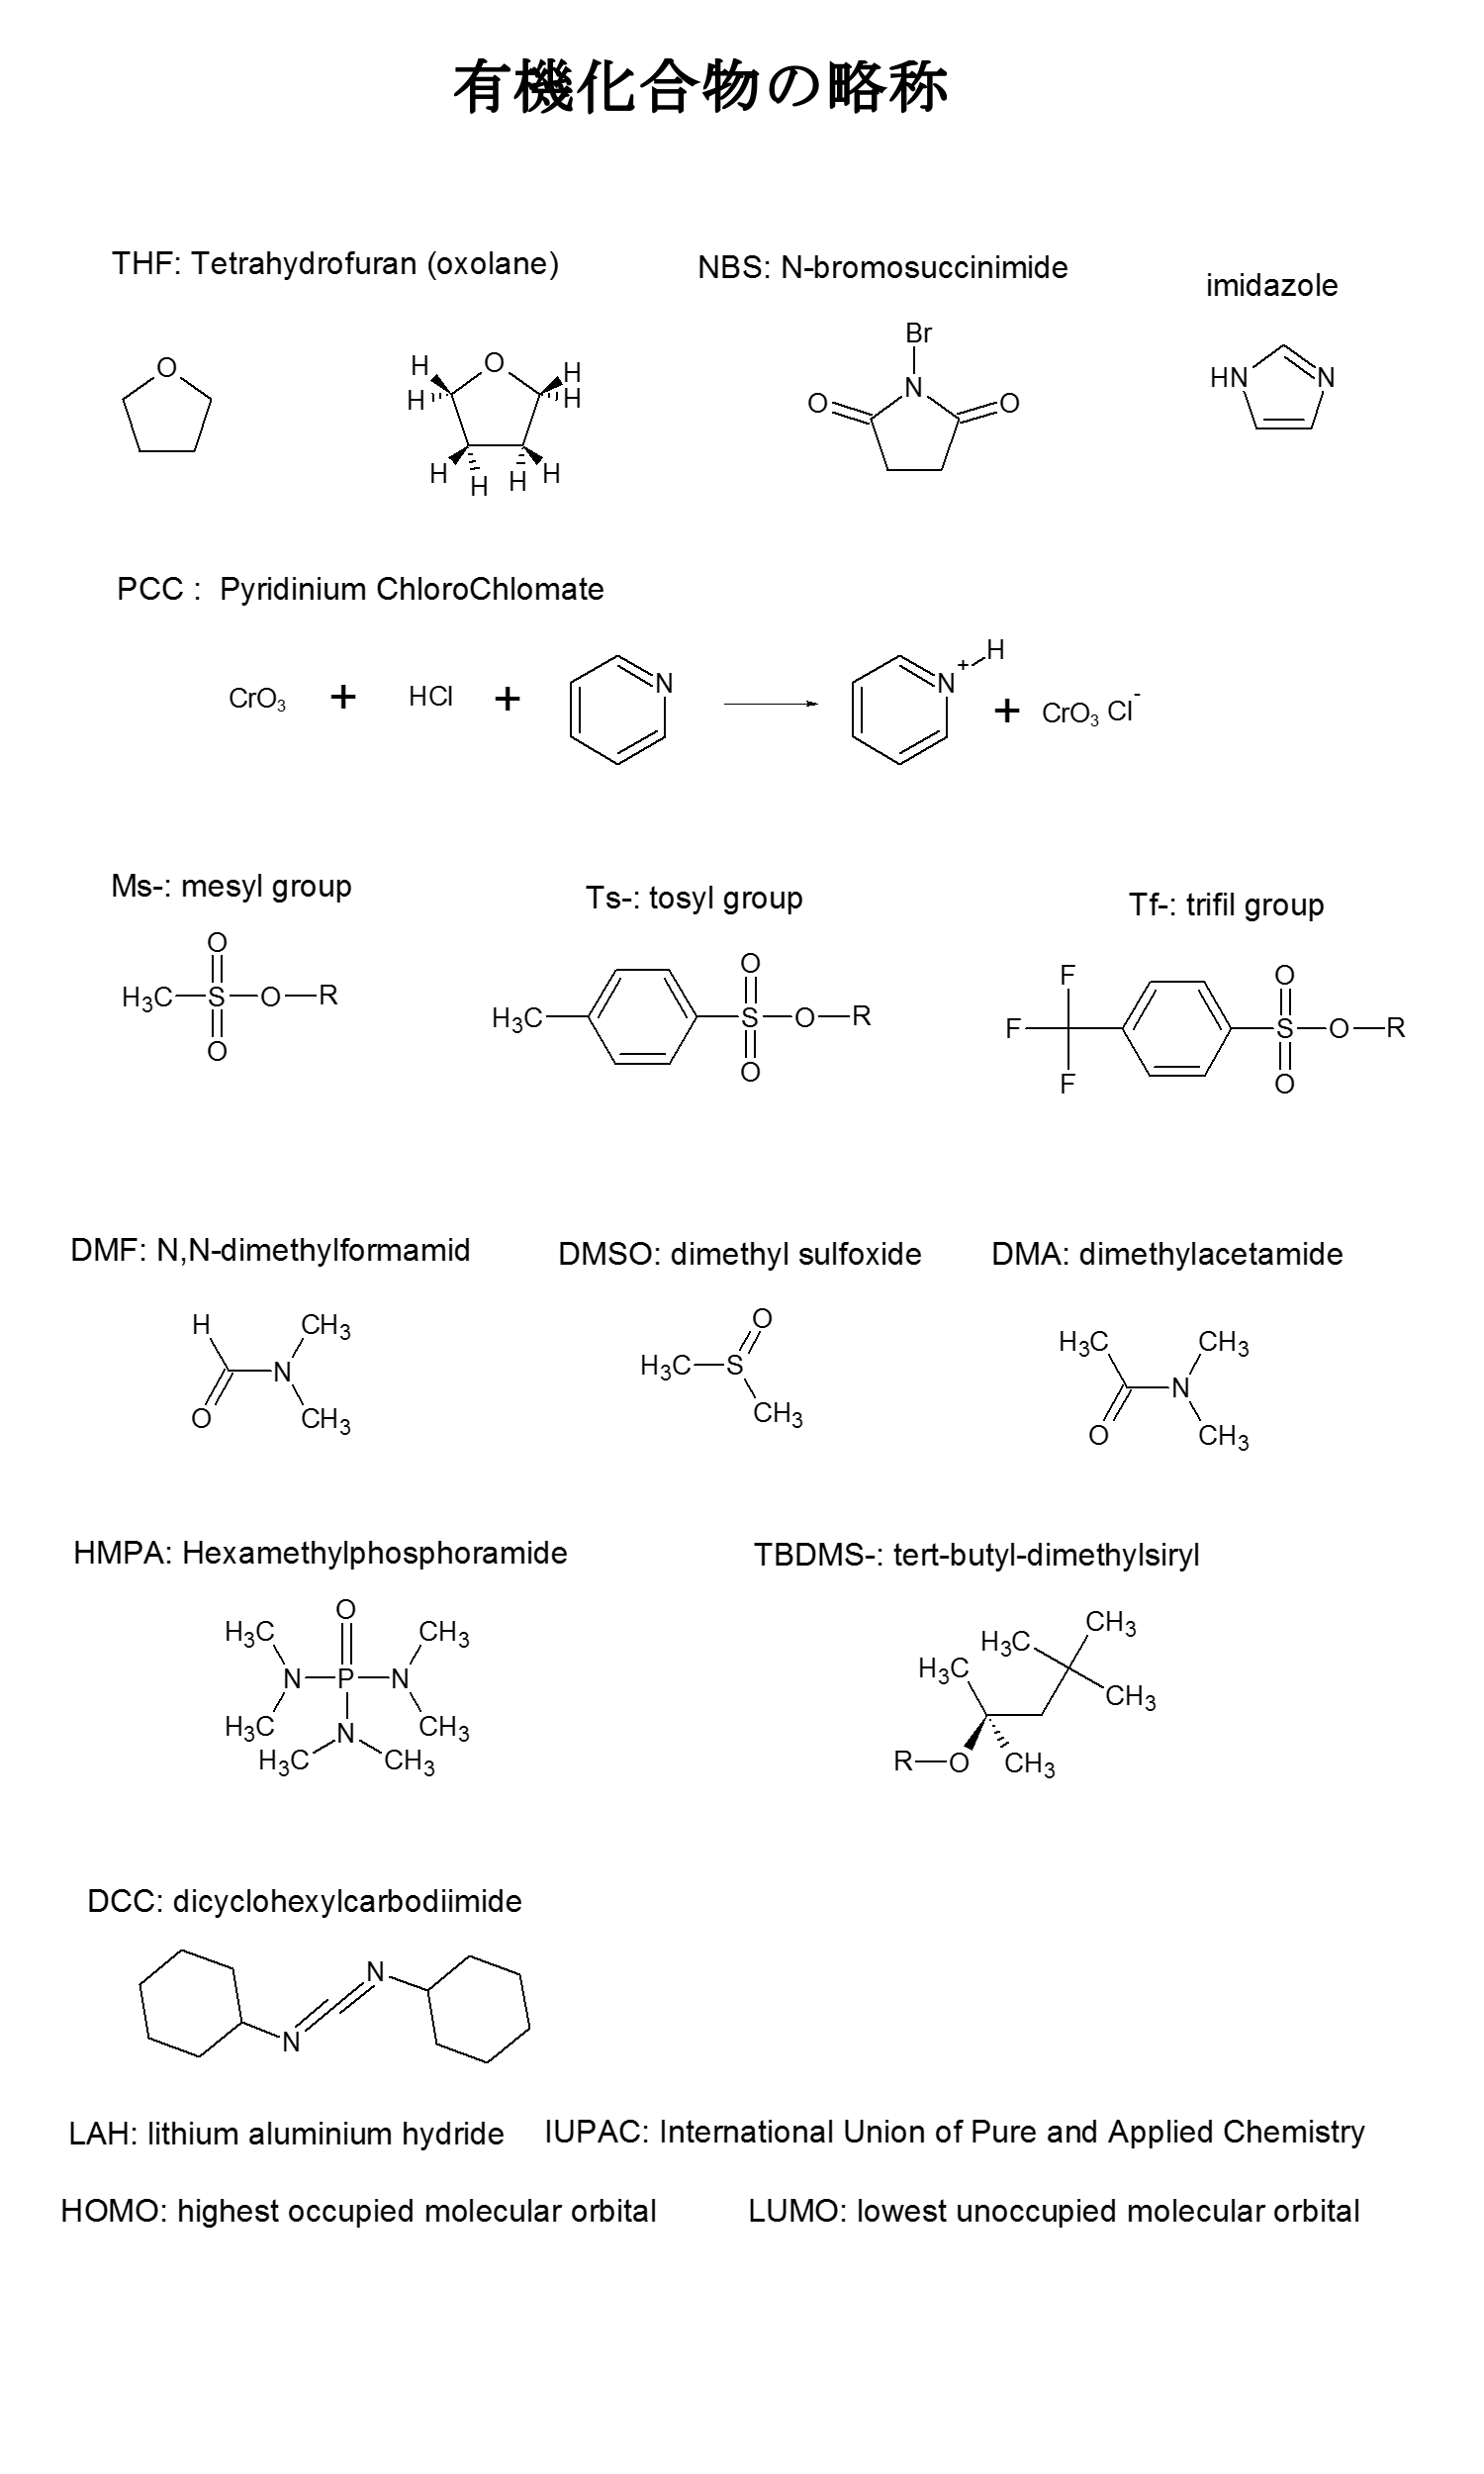 有機化合物の略称
THF: Tetrahydrofuran (oxolane)
NBS: N-bromosuccinimide
imidazole
O
H
H
O
H
H
H
H
H
H
Br
N
O
O
HN
N
PCC : Pyridinium ChloroChlomate
CrO₃ + HCl + N + N + H + CrO₃ Cl⁻
Ms-: mesyl group
Ts-: tosyl group
Tf-: trifil group
O
H₃C S O R
O
O
H₃C S O R
O
F O
F S O R
F O
DMF: N,N-dimethylformamid
DMSO: dimethyl sulfoxide
DMA: dimethylacetamide
H CH₃
N
O CH₃
O
H₃C S
CH₃
H₃C CH₃
N
O CH₃
HMPA: Hexamethylphosphoramide
TBDMS-: tert-butyl-dimethylsiryl
O
H₃C CH₃
N P N
H₃C N CH₃
H₃C CH₃
CH₃
H₃C
H₃C
CH₃
R O CH₃
DCC: dicyclohexylcarbodiimide
N
N
LAH: lithium aluminium hydride
IUPAC: International Union of Pure and Applied Chemistry
HOMO: highest occupied molecular orbital
LUMO: lowest unoccupied molecular orbital